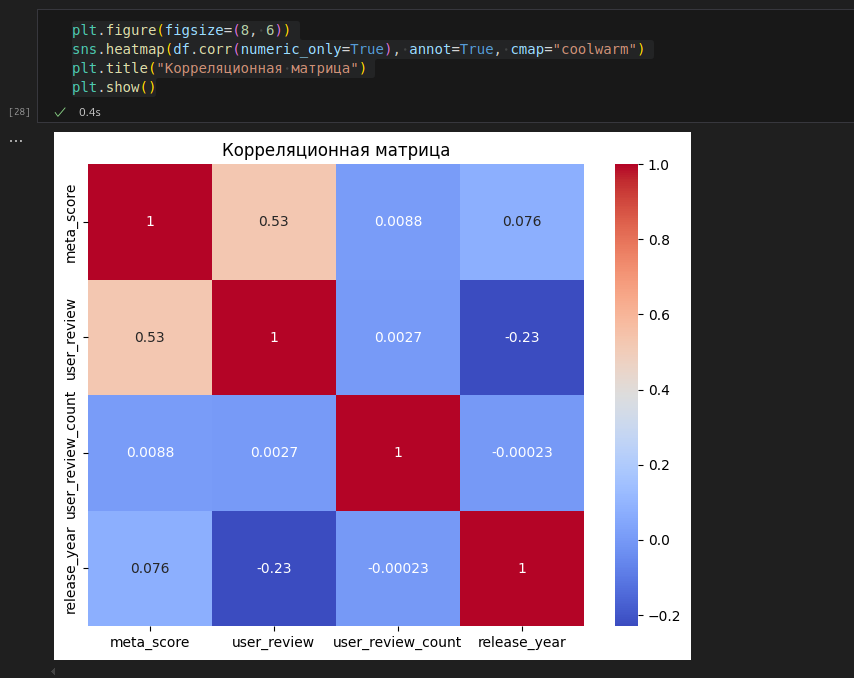 plt.figure(figsize=(8, 6))
sns.heatmap(df.corr(numeric_only=True), annot=True, cmap="coolwarm")
plt.title("Корреляционная матрица")
plt.show()
[28]
0.4s
...
Корреляционная матрица
meta_score
1
0.53
0.0088
0.076
user_review
0.53
1
0.0027
-0.23
user_review_count
0.0088
0.0027
1
-0.00023
release_year
0.076
-0.23
-0.00023
1
meta_score
user_review
user_review_count
release_year
1.0
0.8
0.6
0.4
0.2
0.0
−0.2